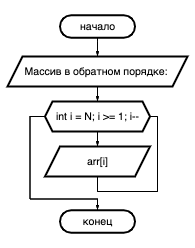 начало
Массив в обратном порядке:
int i = N; i >= 1; i--
arr[i]
конец